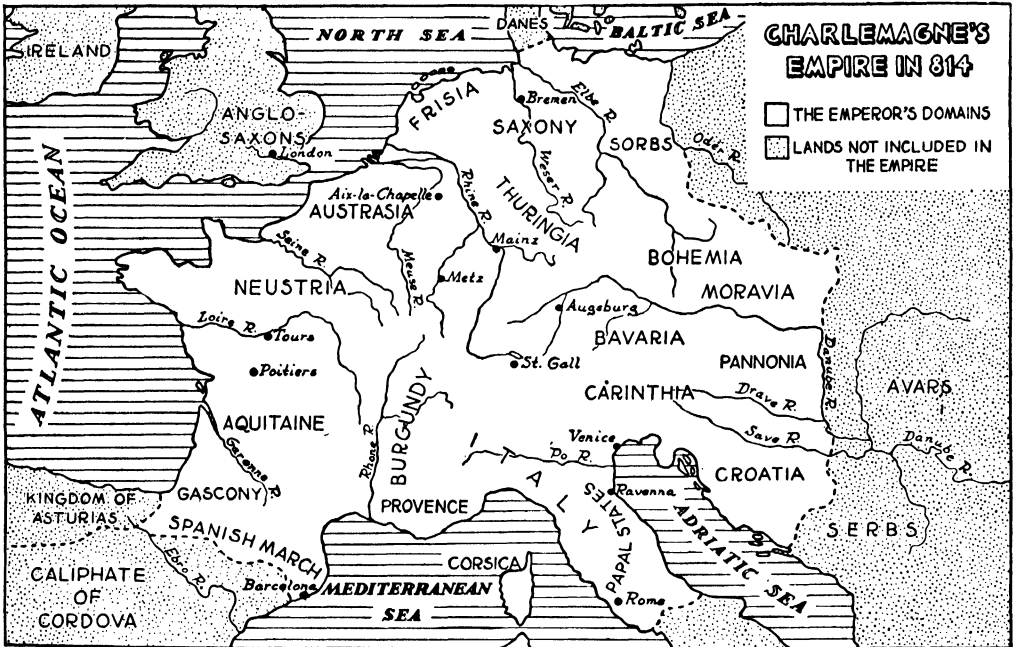 CHARLEMAGNE'S
EMPIRE IN 814
THE EMPEROR'S DOMAINS
LANDS NOT INCLUDED IN
THE EMPIRE
IRELAND
NORTH SEA
DANES
BALTIC SEA
ANGLO-
SAXONS
London
FRISIA
Bremen
Elbe R.
SAXONY
SORBS
Oder R.
Weser R.
ATLANTIC OCEAN
Aix-la-Chapelle
AUSTRASIA
Rhine R.
THURINGIA
Mainz
Seine R.
Meuse R.
Metz
BOHEMIA
NEUSTRIA
MORAVIA
Loire R.
Tours
Augsburg
BAVARIA
Danube R.
Poitiers
St. Gall
PANNONIA
AVARS
CARINTHIA
Drave R.
AQUITAINE
BURGUNDY
Rhone R.
Save R.
Danube R.
Venice
Po R.
ITALY
CROATIA
Garonne R.
GASCONY
PROVENCE
Ravenna
PAPAL STATES
ADRIATIC SEA
SERBS
KINGDOM OF
ASTURIAS
SPANISH MARCH
Ebro R.
CORSICA
CALIPHATE
OF
CORDOVA
Barcelona
MEDITERRANEAN
SEA
Rome